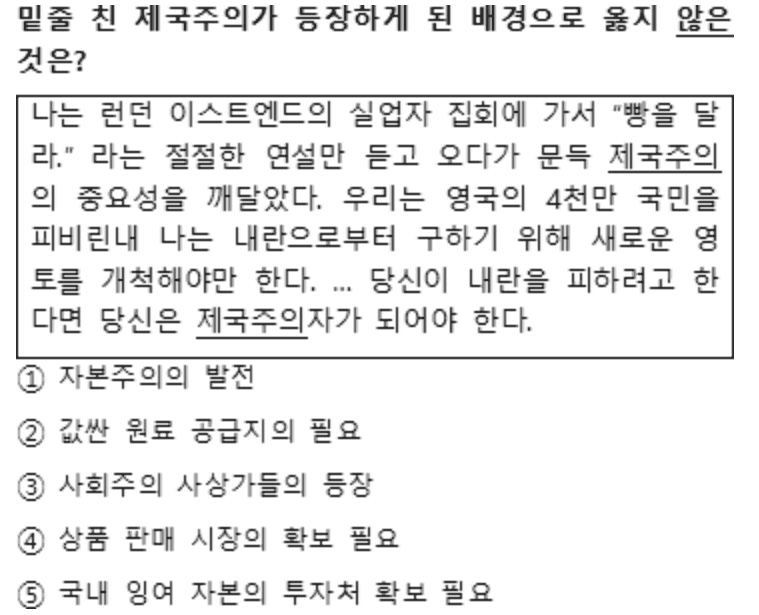 밑줄 친 제국주의가 등장하게 된 배경으로 옳지 않은
것은?
나는 런던 이스트엔드의 실업자 집회에 가서 “빵을 달
라.” 라는 절절한 연설만 듣고 오다가 문득 제국주의
의 중요성을 깨달았다. 우리는 영국의 4천만 국민을
피비린내 나는 내란으로부터 구하기 위해 새로운 영
토를 개척해야만 한다. … 당신이 내란을 피하려고 한
다면 당신은 제국주의자가 되어야 한다.
① 자본주의의 발전
② 값싼 원료 공급지의 필요
③ 사회주의 사상가들의 등장
④ 상품 판매 시장의 확보 필요
⑤ 국내 잉여 자본의 투자처 확보 필요